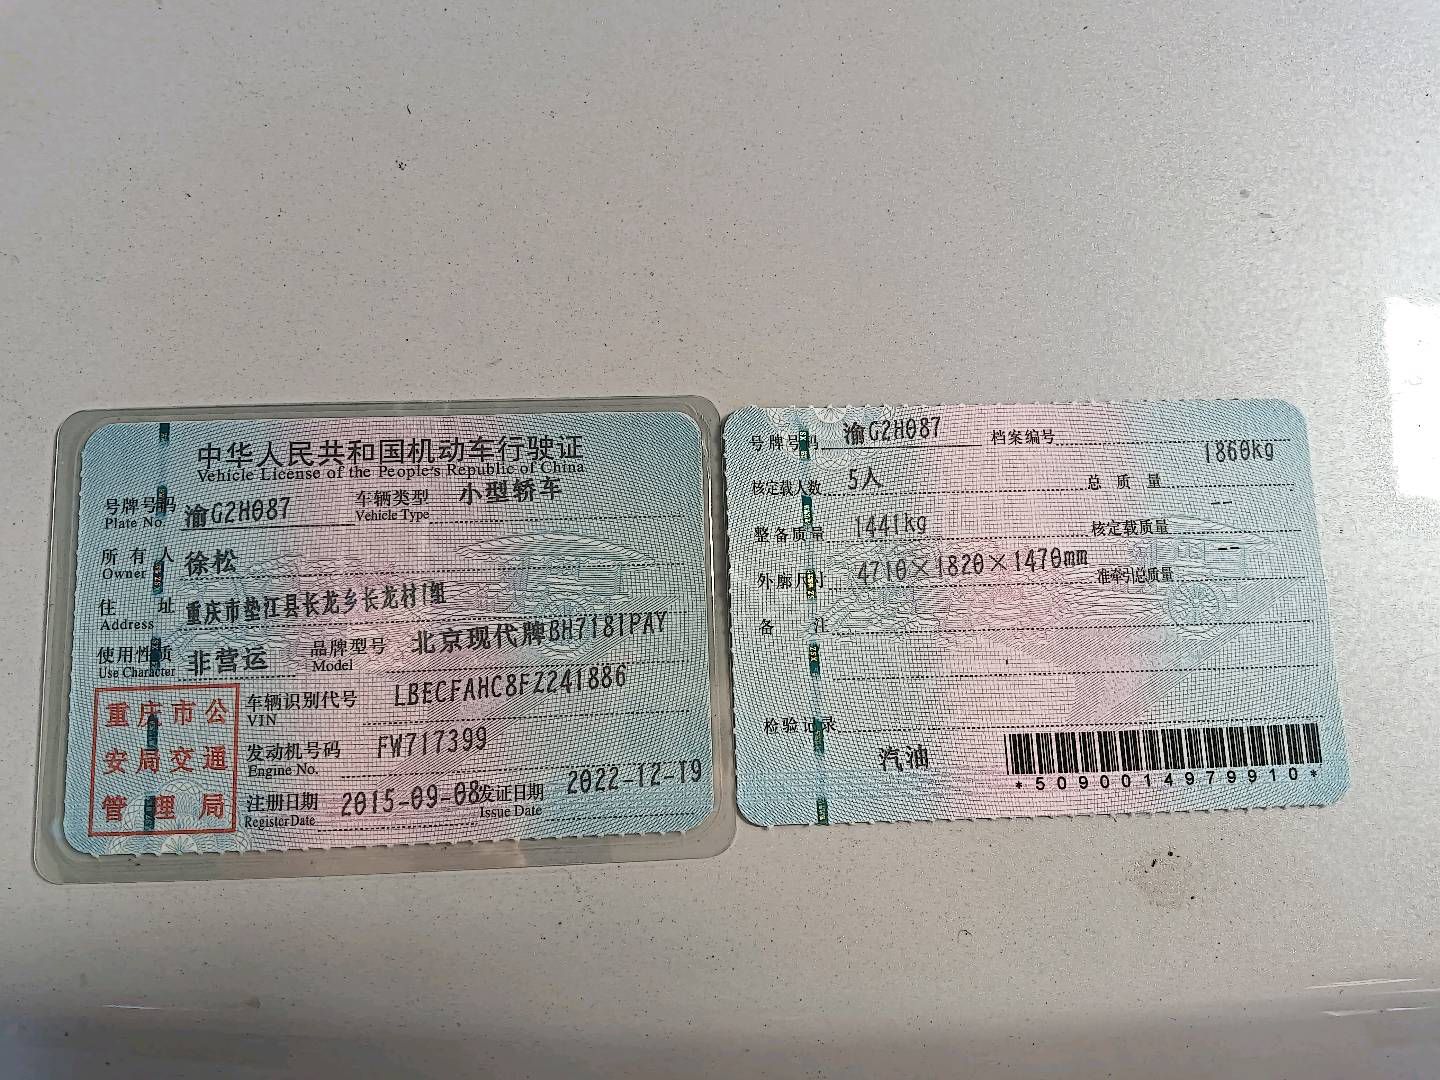 中华人民共和国机动车行驶证
Vehicle License of the People's Republic of China
号牌号码 渝G2H087 车辆类型 小型轿车
Plate No. Vehicle Type
所有人 徐松
Owner
住址 重庆市垫江县长龙乡长龙村1组
Address
使用性质 非营运 品牌型号 北京现代牌BH7181PAY
Use Character Model
重庆市公安局交通管理局
车辆识别代号 LBECFAHC8FZ241886
VIN
发动机号码 FW717399
Engine No.
注册日期 2015-09-08 发证日期 2022-12-19
Register Date Issue Date
号牌号码 渝G2H087 档案编号
核定载人数 5人 总质量 1860kg
整备质量 1441kg 核定载质量 --
外廓尺寸 4710×1820×1470mm 准牵引总质量 --
备注
检验记录
汽油
*5090014979910*